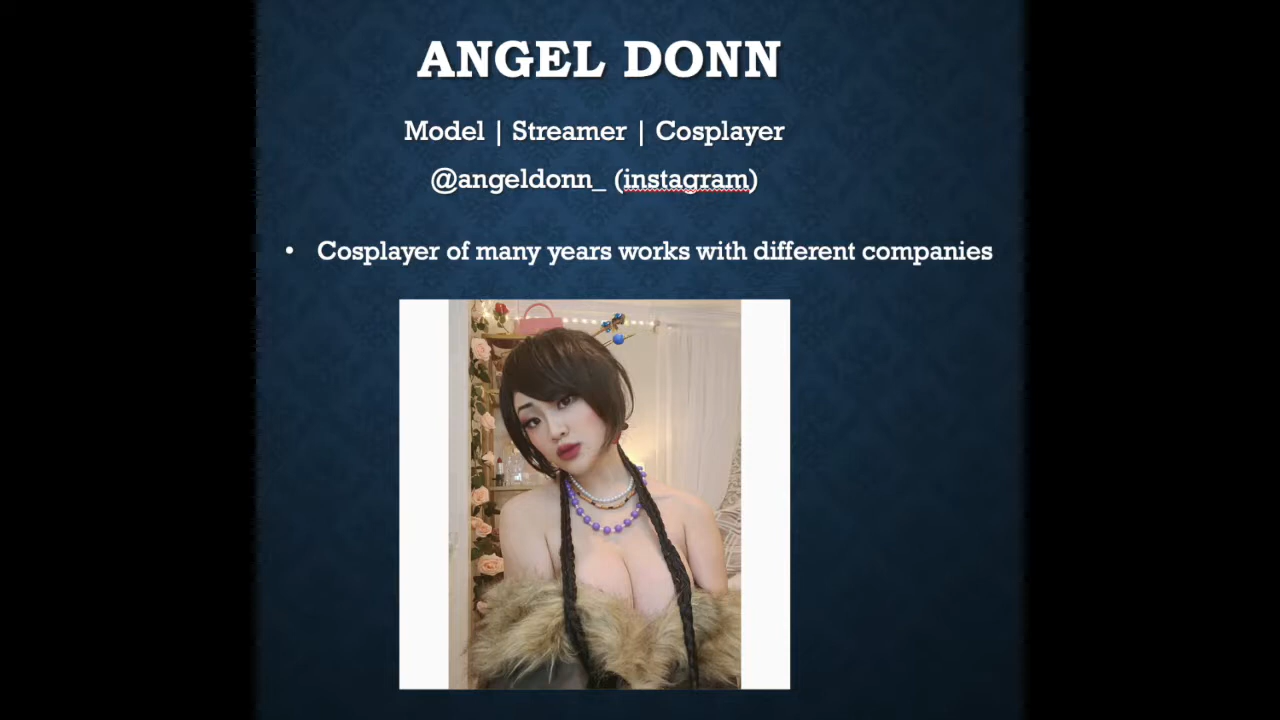 ANGEL DONN
Model | Streamer | Cosplayer
@angeldonn_ (instagram)
• Cosplayer of many years works with different companies